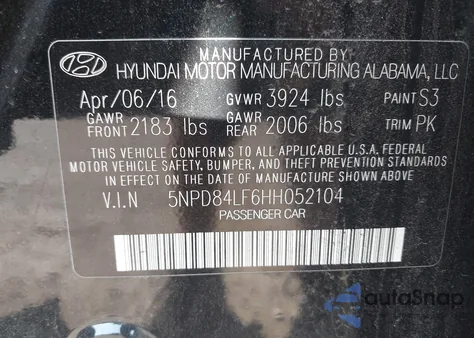 MANUFACTURED BY:
HYUNDAI MOTOR MANUFACTURING ALABAMA, LLC
Apr/06/16 GVWR 3924 lbs PAINT S3
GAWR FRONT 2183 lbs GAWR REAR 2006 lbs TRIM PK
THIS VEHICLE CONFORMS TO ALL APPLICABLE U.S.A. FEDERAL
MOTOR VEHICLE SAFETY, BUMPER, AND THEFT PREVENTION STANDARDS
IN EFFECT ON THE DATE OF MANUFACTURE SHOWN ABOVE.
V.I.N 5NPD84LF6HH052104
PASSENGER CAR
autoSnap